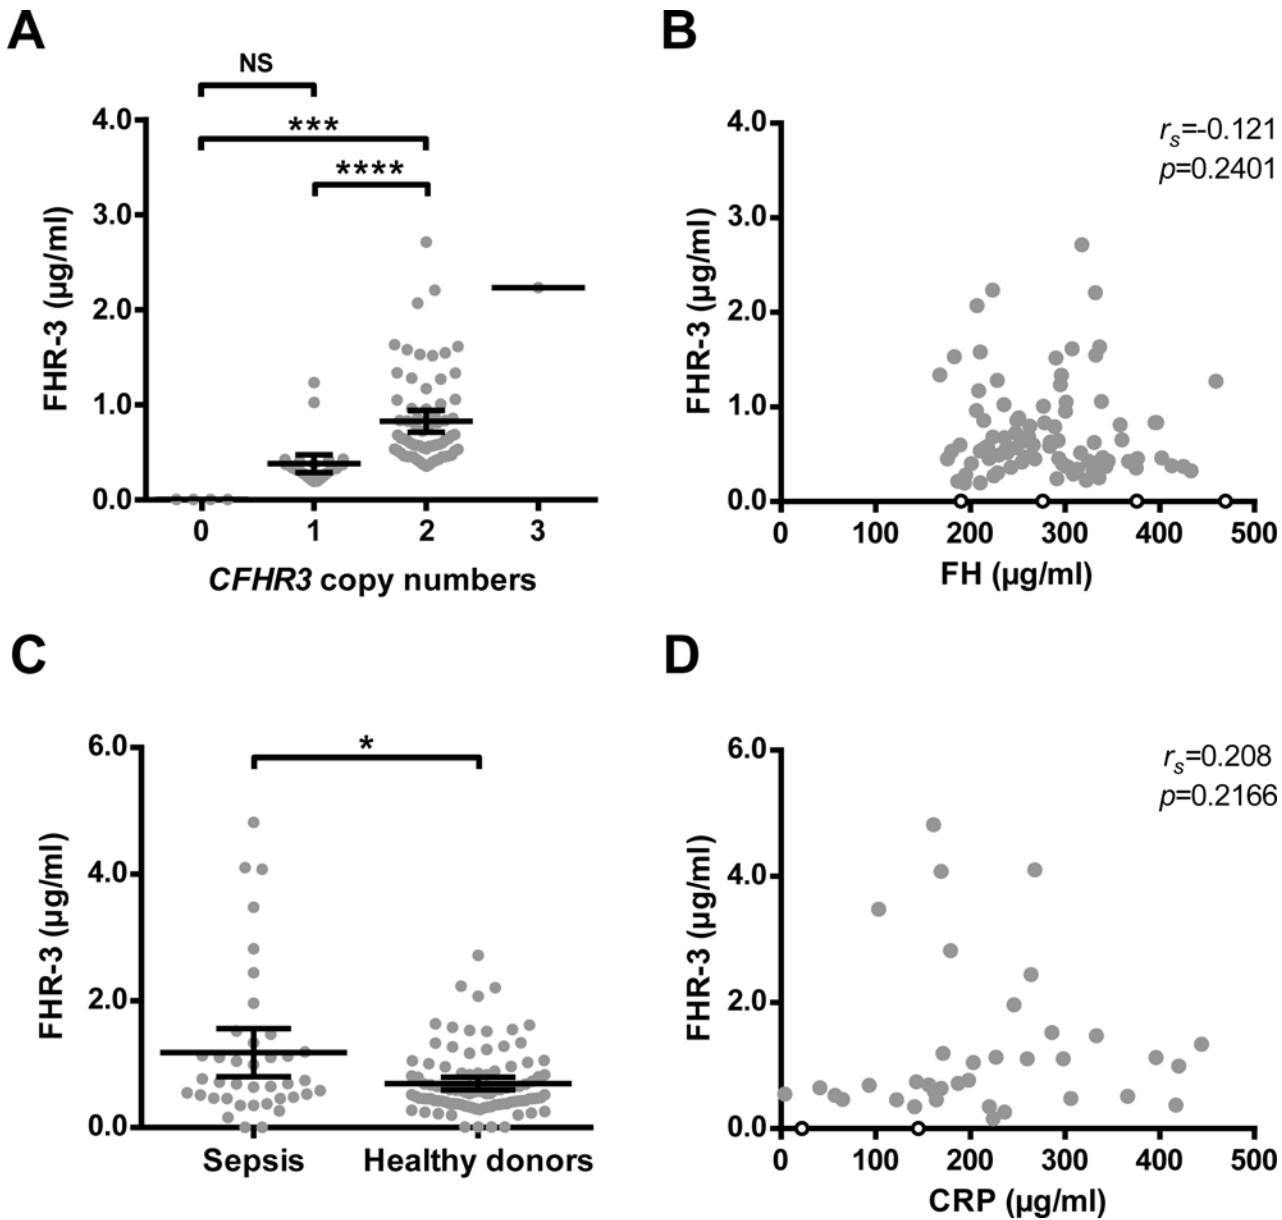 A
NS
***
****
4.0
3.0
2.0
1.0
0.0
FHR-3 (µg/ml)
0 1 2 3
CFHR3 copy numbers
B
rs=-0.121
p=0.2401
4.0
3.0
2.0
1.0
0.0
FHR-3 (µg/ml)
0 100 200 300 400 500
FH (µg/ml)
C
*
6.0
4.0
2.0
0.0
FHR-3 (µg/ml)
Sepsis Healthy donors
D
rs=0.208
p=0.2166
6.0
4.0
2.0
0.0
FHR-3 (µg/ml)
0 100 200 300 400 500
CRP (µg/ml)